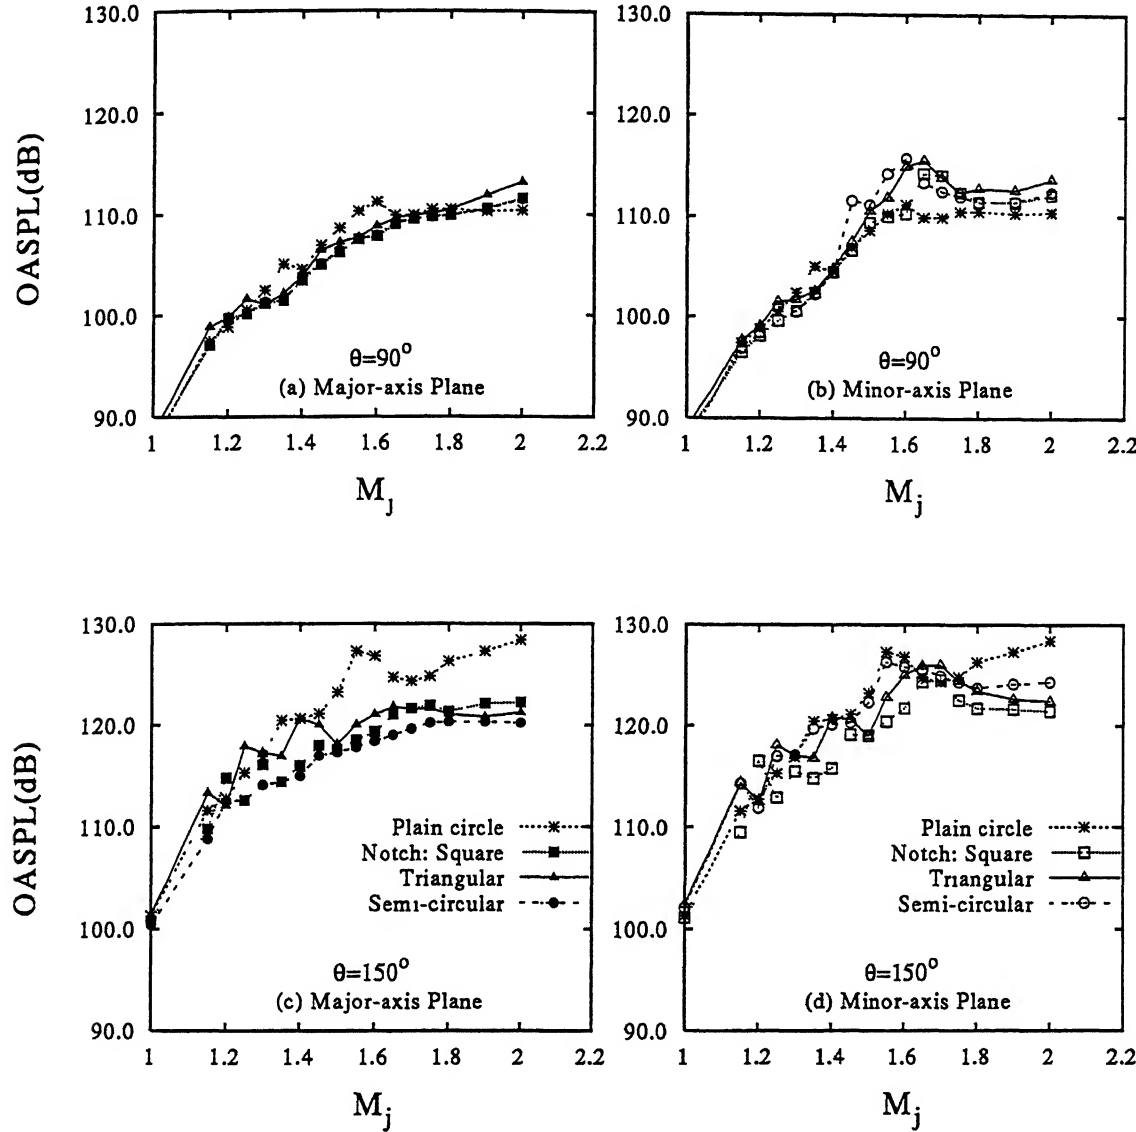 130.0
120.0
110.0
100.0
90.0
OASPL(dB)
θ=90°
(a) Major-axis Plane
1 1.2 1.4 1.6 1.8 2 2.2
Mȷ
130.0
120.0
110.0
100.0
90.0
θ=90°
(b) Minor-axis Plane
1 1.2 1.4 1.6 1.8 2 2.2
Mj
130.0
120.0
110.0
100.0
90.0
OASPL(dB)
Plain circle
Notch: Square
Triangular
Semı-circular
θ=150°
(c) Major-axis Plane
1 1.2 1.4 1.6 1.8 2 2.2
Mj
130.0
120.0
110.0
100.0
90.0
Plain circle
Notch: Square
Trıangular
Semi-circular
θ=150°
(d) Minor-axis Plane
1 1.2 1.4 1.6 1.8 2 2.2
Mj